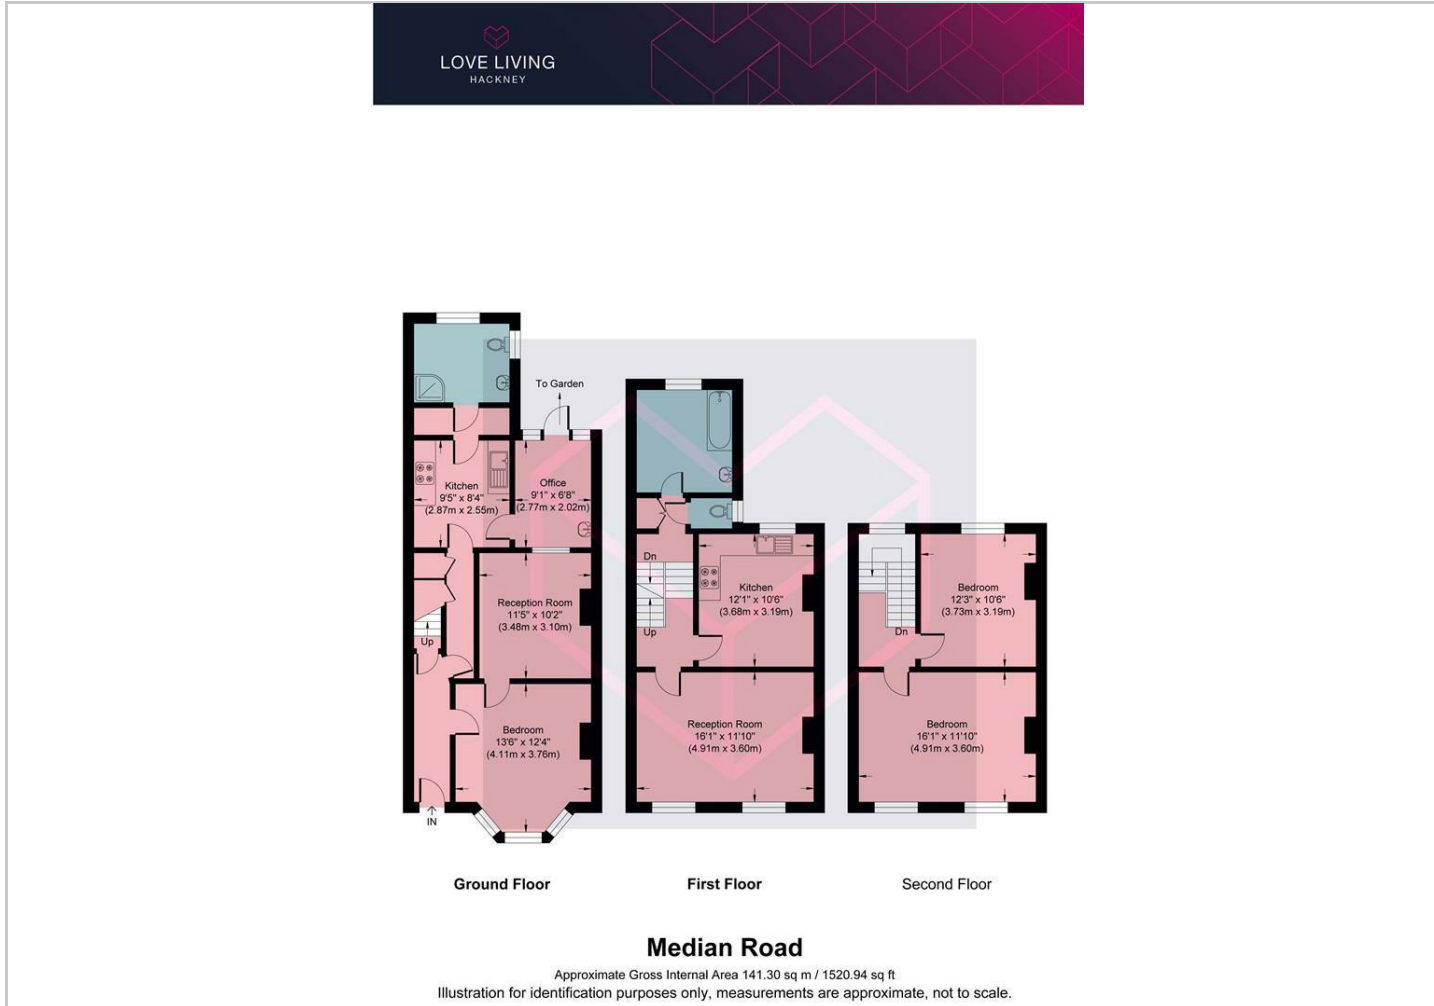 LOVE LIVING
HACKNEY
To Garden
Kitchen
9'5" x 8'4"
(2.87m x 2.55m)
Office
9'1" x 6'8"
(2.77m x 2.02m)
Reception Room
11'5" x 10'2"
(3.48m x 3.10m)
Up
Bedroom
13'6" x 12'4"
(4.11m x 3.76m)
IN
Dn
Kitchen
12'1" x 10'6"
(3.68m x 3.19m)
Up
Reception Room
16'1" x 11'10"
(4.91m x 3.60m)
Bedroom
12'3" x 10'6"
(3.73m x 3.19m)
Dn
Bedroom
16'1" x 11'10"
(4.91m x 3.60m)
Ground Floor
First Floor
Second Floor
Median Road
Approximate Gross Internal Area 141.30 sq m / 1520.94 sq ft
Illustration for identification purposes only, measurements are approximate, not to scale.